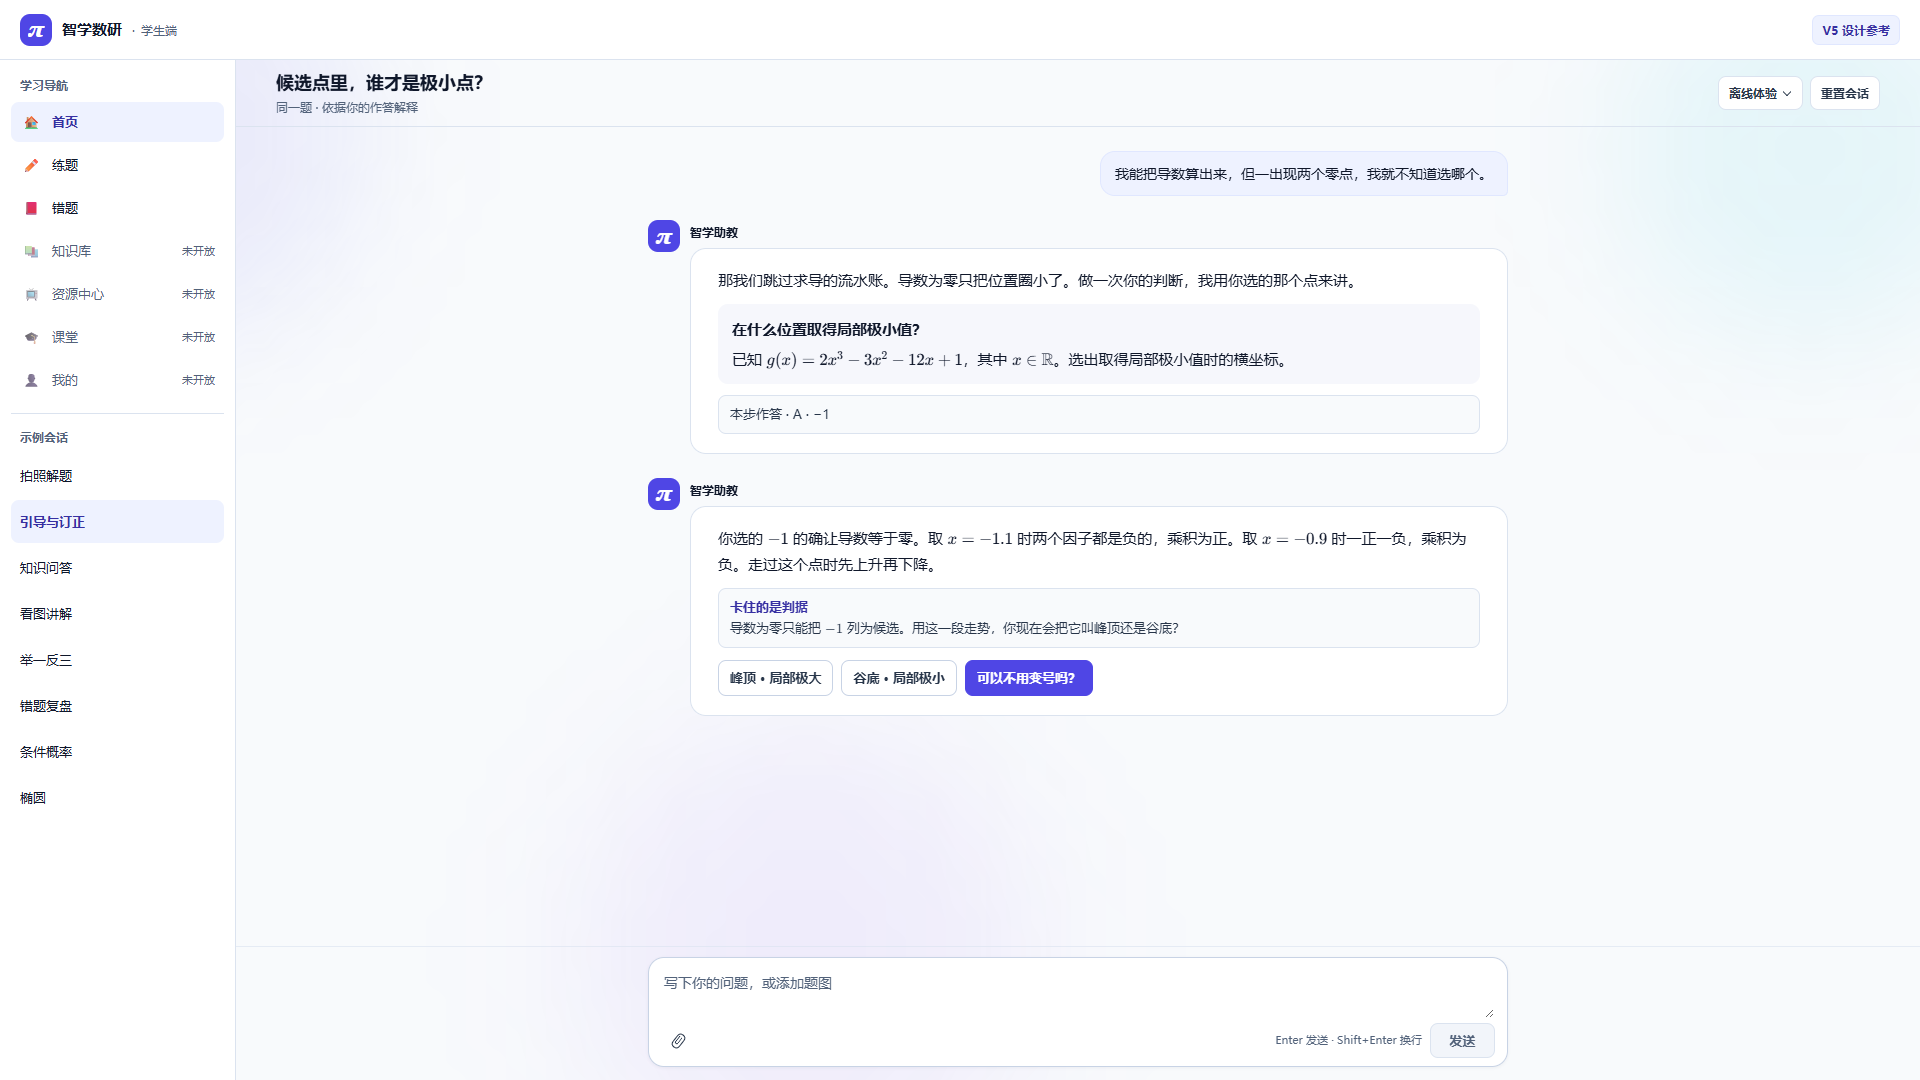 π 智学数研 · 学生端
V5 设计参考
学习导航
首页
练题
错题
知识库 未开放
资源中心 未开放
课堂 未开放
我的 未开放
示例会话
拍照解题
引导与订正
知识问答
看图讲解
举一反三
错题复盘
条件概率
椭圆
候选点里，谁才是极小点？
同一题 · 依据你的作答解释
离线体验
重置会话
我能把导数算出来，但一出现两个零点，我就不知道选哪个。
π 智学助教
那我们跳过求导的流水账。导数为零只把位置圈小了。做一次你的判断，我用你选的那个点来讲。
在什么位置取得局部极小值？
已知 g(x) = 2x³ − 3x² − 12x + 1，其中 x ∈ ℝ。选出取得局部极小值时的横坐标。
本步作答 · A · −1
π 智学助教
你选的 −1 的确让导数等于零。取 x = −1.1 时两个因子都是负的，乘积为正。取 x = −0.9 时一正一负，乘积为
负。走过这个点时先上升再下降。
卡住的是判据
导数为零只能把 −1 列为候选。用这一段走势，你现在会把它叫峰顶还是谷底？
峰顶 • 局部极大
谷底 • 局部极小
可以不用变号吗？
写下你的问题，或添加题图
Enter 发送 · Shift+Enter 换行
发送